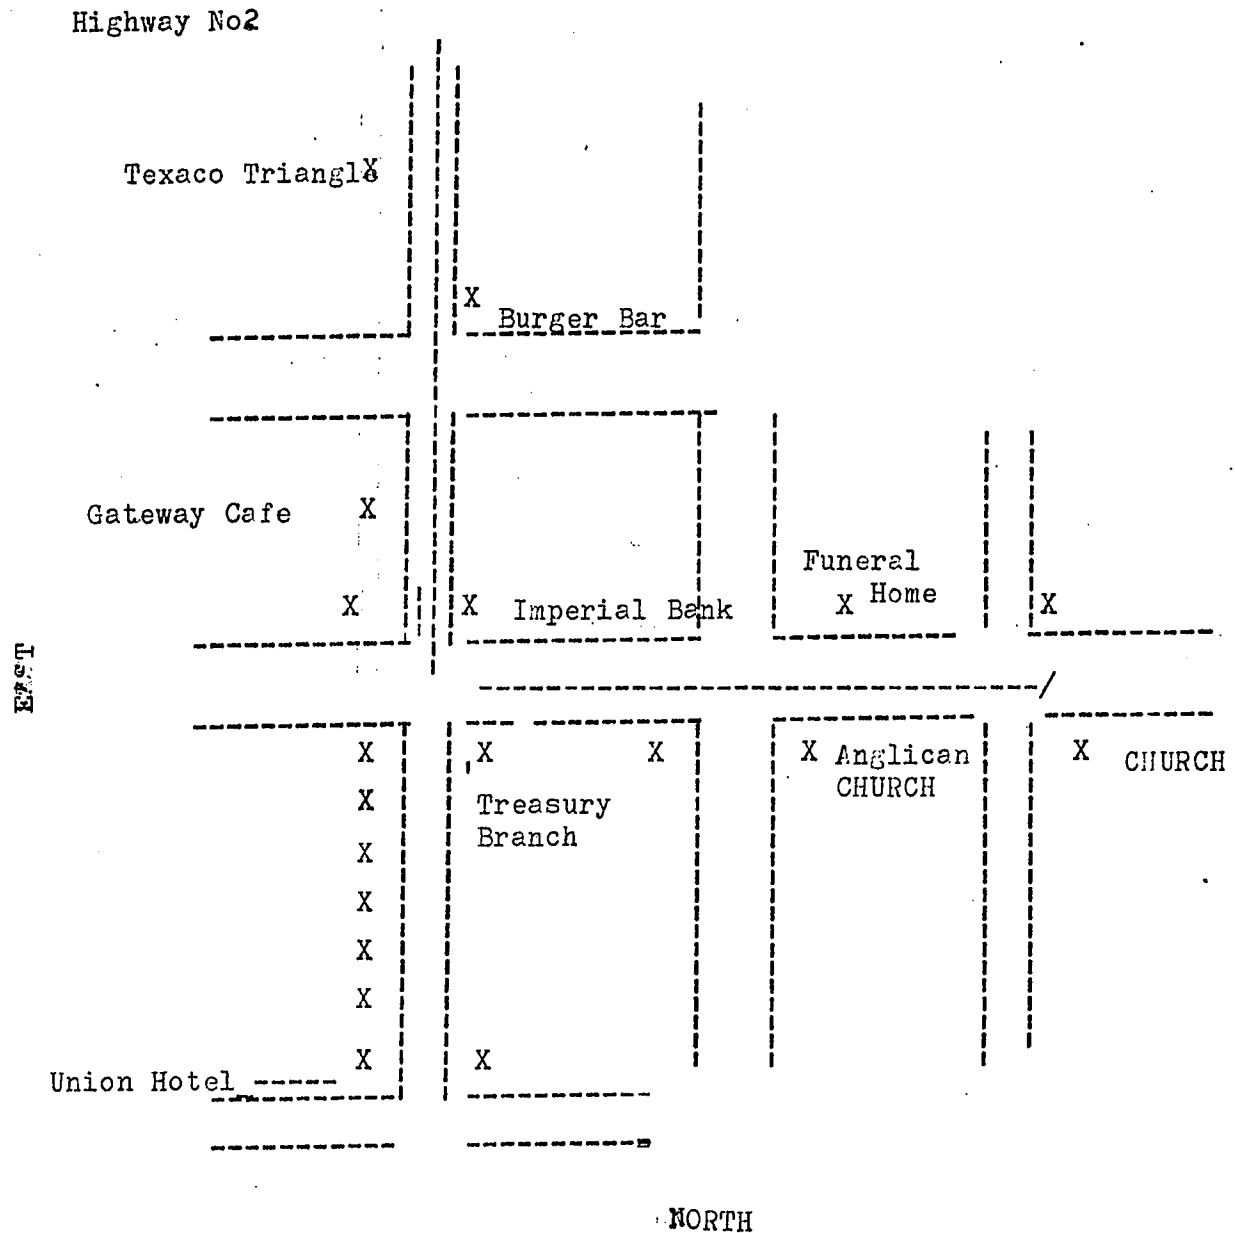 Highway No2
Texaco Triangle X
X
Burger Bar
Gateway Cafe X
Funeral
Home
X X Imperial Bank X X
EAST
X X X X Anglican X CHURCH
CHURCH
X
Treasury
Branch
X
X
X
X
X X
Union Hotel
NORTH